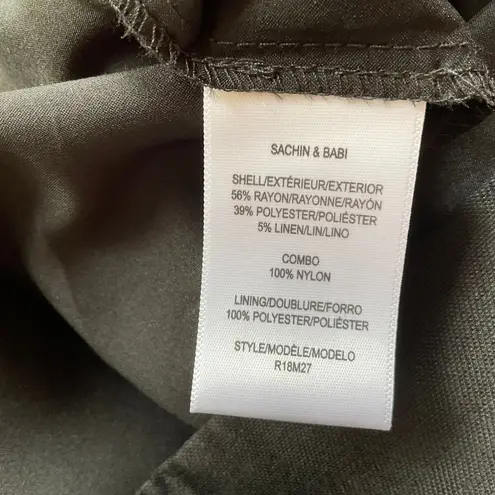 SACHIN & BABI
SHELL/EXTÉRIEUR/EXTERIOR
56% RAYON/RAYONNE/RAYÓN
39% POLYESTER/POLIÉSTER
5% LINEN/LIN/LINO
COMBO
100% NYLON
LINING/DOUBLURE/FORRO
100% POLYESTER/POLIÉSTER
STYLE/MODÈLE/MODELO
R18M27